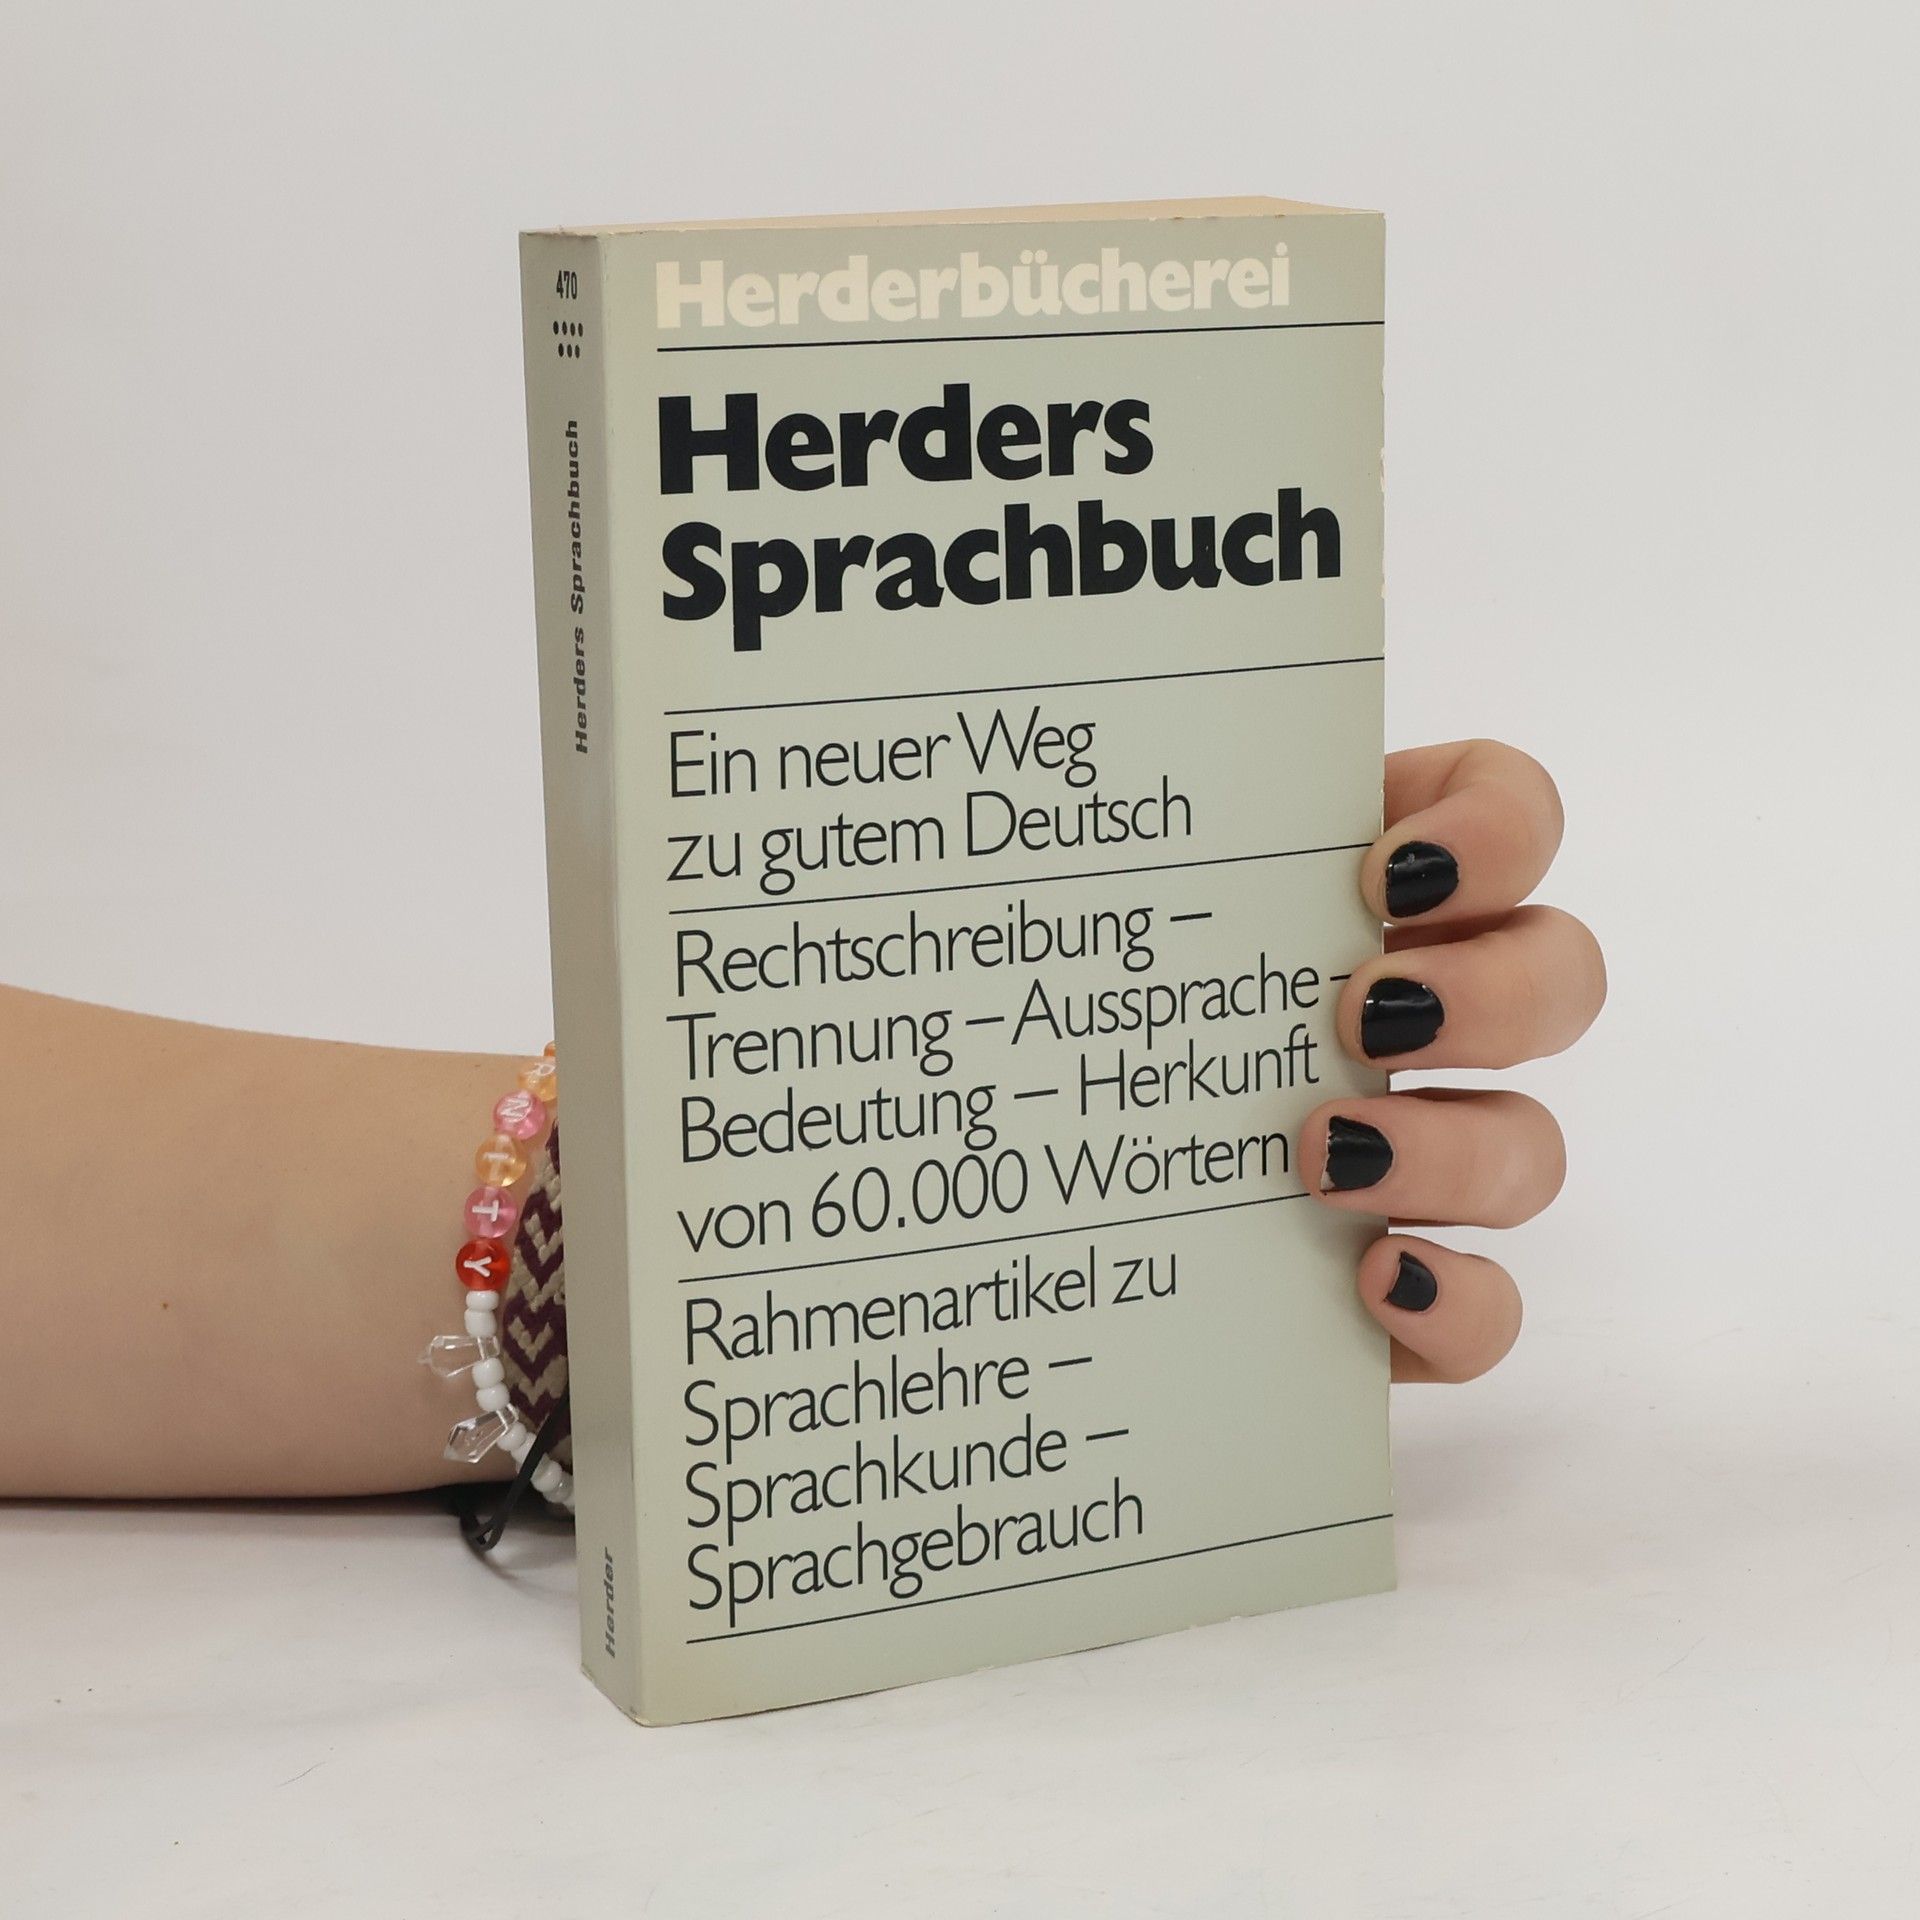 470
Herders Sprachbuch
Herder
Herderbücherei
Herders
Sprachbuch
Ein neuer Weg
zu gutem Deutsch
Rechtschreibung –
Trennung – Aussprache –
Bedeutung – Herkunft
von 60.000 Wörtern
Rahmenartikel zu
Sprachlehre –
Sprachkunde –
Sprachgebrauch
R
N
I
T
Y